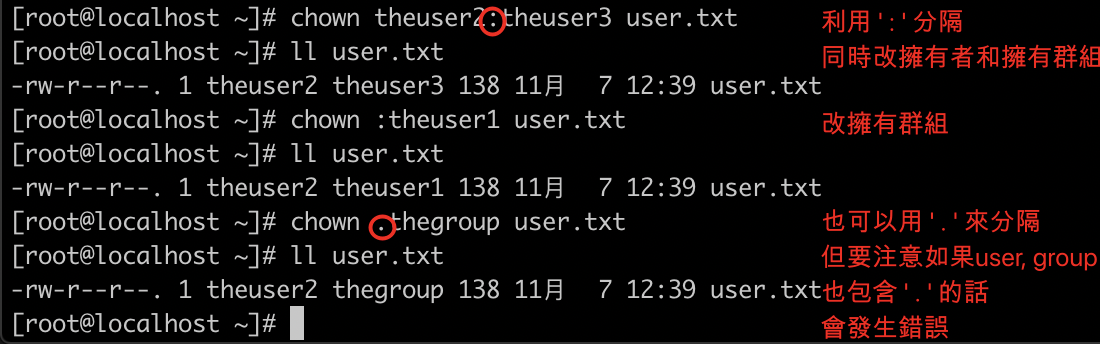 [root@localhost ~]# chown theuser2:theuser3 user.txt 利用':'分隔
[root@localhost ~]# ll user.txt 同時改擁有者和擁有群組
-rw-r--r--. 1 theuser2 theuser3 138 11月  7 12:39 user.txt
[root@localhost ~]# chown :theuser1 user.txt 改擁有群組
[root@localhost ~]# ll user.txt
-rw-r--r--. 1 theuser2 theuser1 138 11月  7 12:39 user.txt
[root@localhost ~]# chown .thegroup user.txt 也可以用'.'來分隔
[root@localhost ~]# ll user.txt 但要注意如果user, group
-rw-r--r--. 1 theuser2 thegroup 138 11月  7 12:39 user.txt 也包含'.'的話
[root@localhost ~]# 會發生錯誤